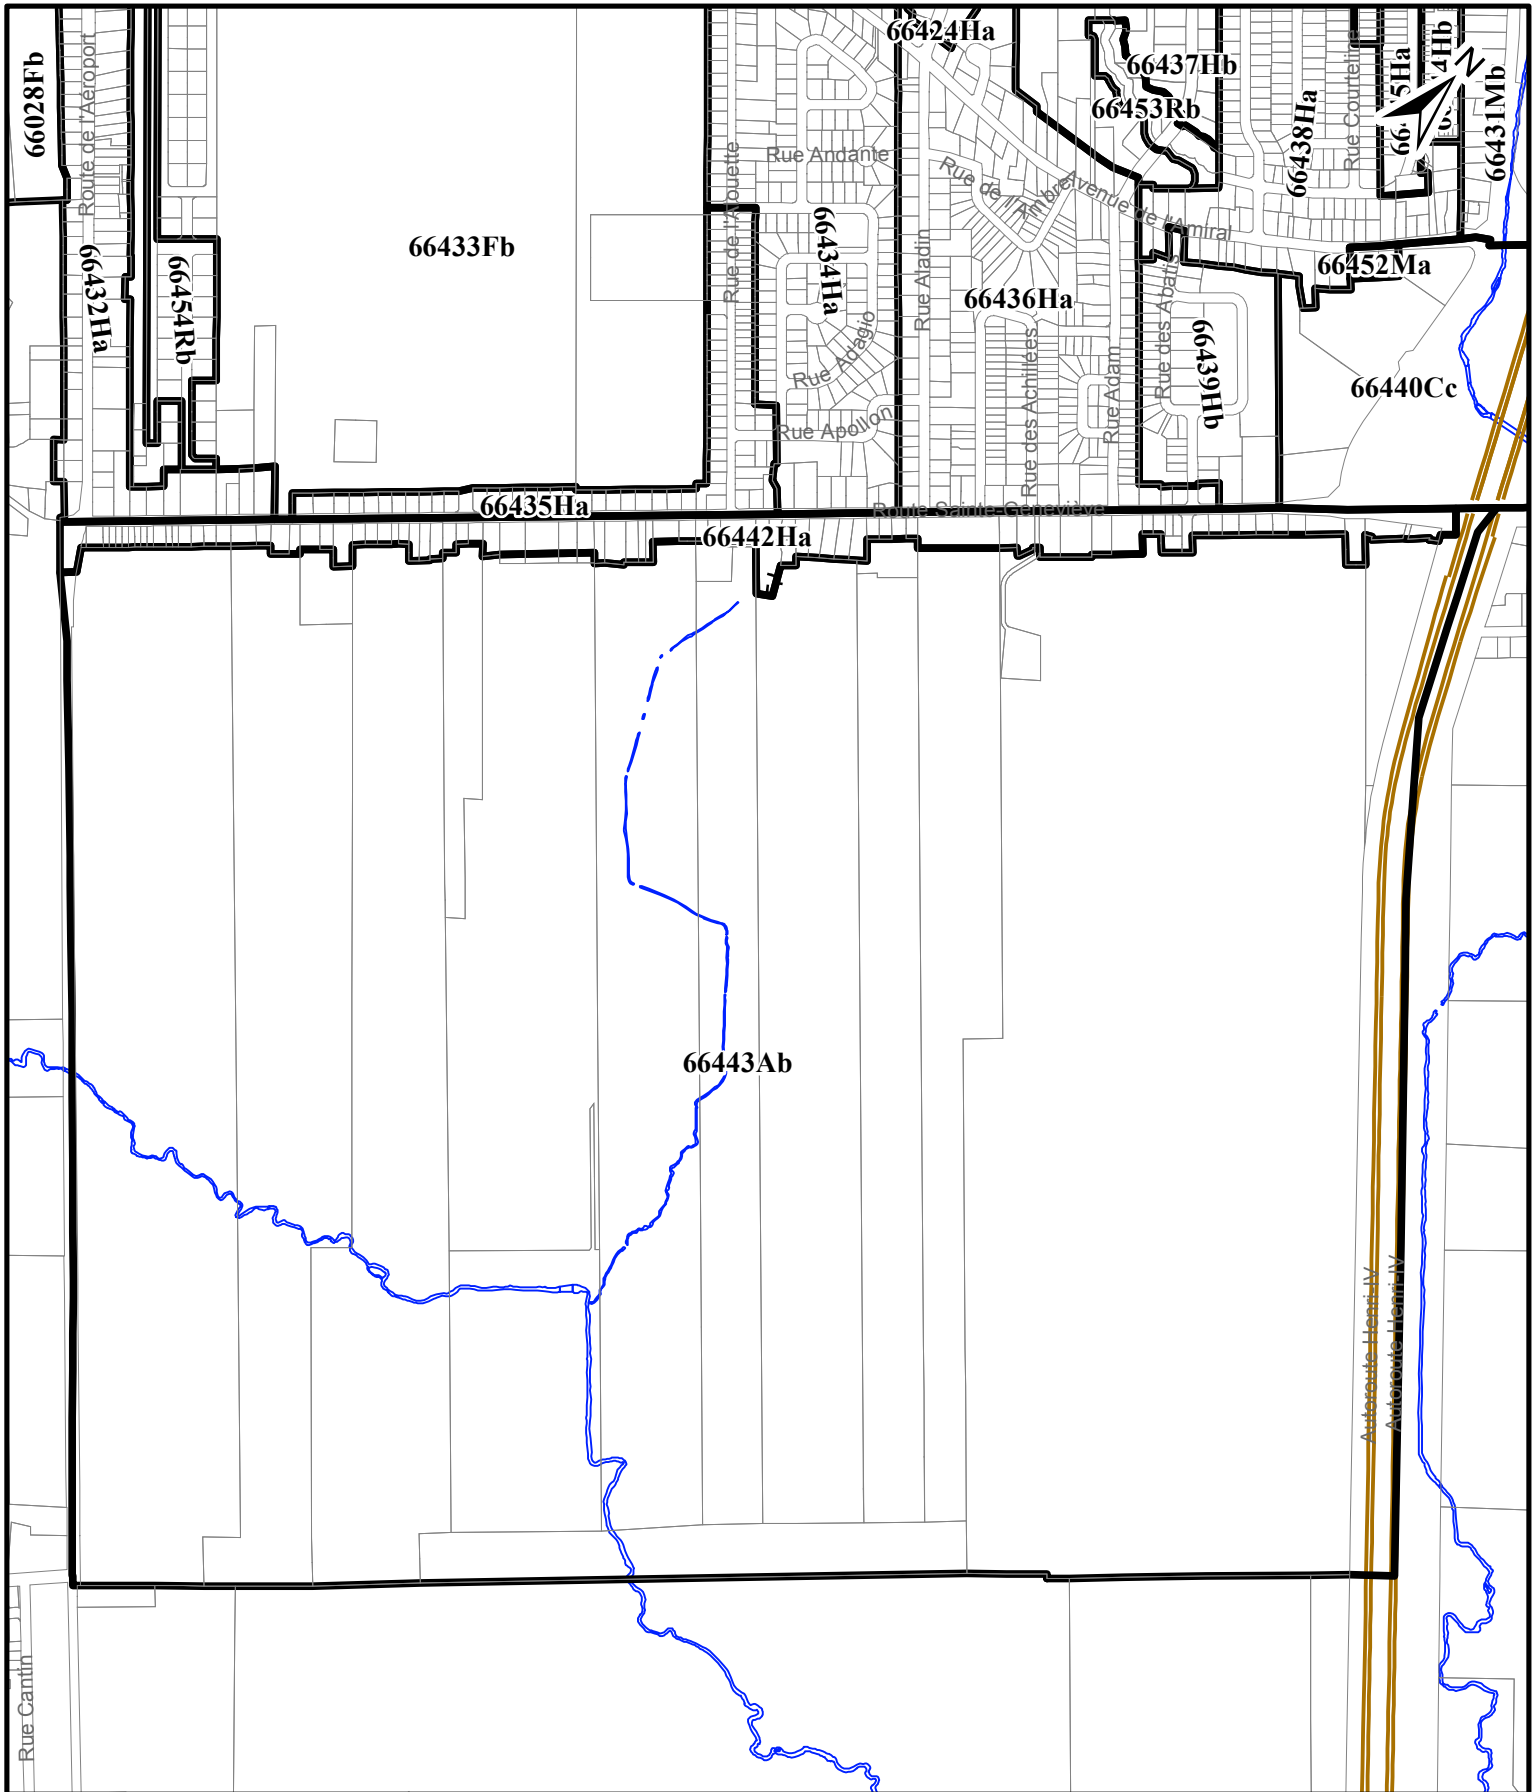 66424Ha
66028Fb
Route de l'Aéroport
66437Hb
66453Rb
Rue Courteline
66431Mb
N
66438Ha
Rue Andante
Rue de l'Alouette
Rue de l'Ambre
Avenue de l'Amiral
66433Fb
66432Ha
66454Rb
66434Ha
Rue Aladin
66436Ha
Rue des Abatis
66452Ma
Rue Adagio
Rue des Achillées
Rue Adam
66439Hb
66440Cc
Rue Apollon
66435Ha
Route Sainte-Geneviève
66442Ha
66443Ab
Autoroute Henri-IV
Autoroute Henri-IV
Rue Cantin